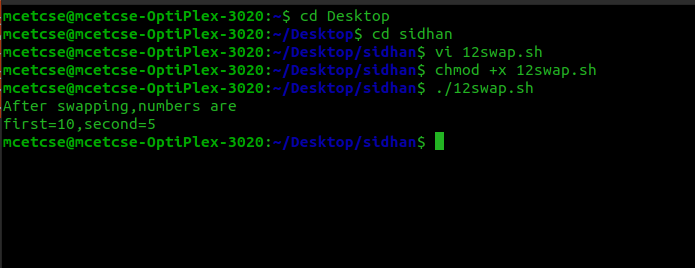 mcetcse@mcetcse-OptiPlex-3020:~$ cd Desktop
mcetcse@mcetcse-OptiPlex-3020:~/Desktop$ cd sidhan
mcetcse@mcetcse-OptiPlex-3020:~/Desktop/sidhan$ vi 12swap.sh
mcetcse@mcetcse-OptiPlex-3020:~/Desktop/sidhan$ chmod +x 12swap.sh
mcetcse@mcetcse-OptiPlex-3020:~/Desktop/sidhan$ ./12swap.sh
After swapping,numbers are
first=10,second=5
mcetcse@mcetcse-OptiPlex-3020:~/Desktop/sidhan$